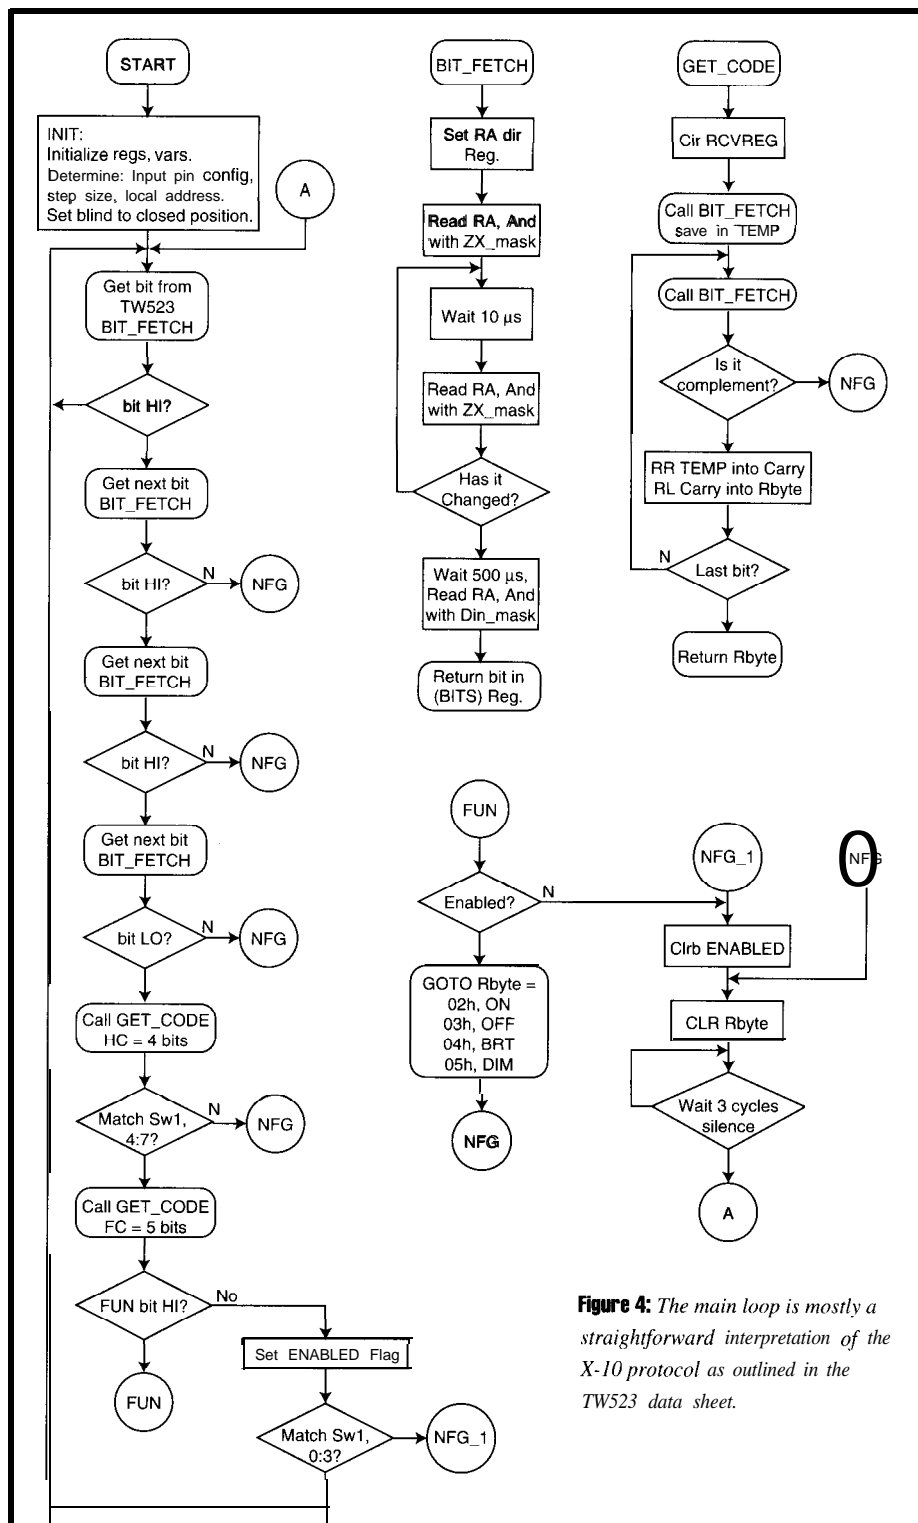 START
INIT:
Initialize regs, vars.
Determine: Input pin config,
step size, local address.
Set blind to closed position.
A
Get bit from
TW523
BIT_FETCH
bit HI?
Get next bit
BIT_FETCH
bit HI?
N
NFG
Get next bit
BIT_FETCH
bit HI?
N
NFG
Get next bit
BIT_FETCH
bit LO?
N
NFG
Call GET_CODE
HC = 4 bits
Match Sw1,
4:7?
N
NFG
Call GET_CODE
FC = 5 bits
FUN bit HI?
No
FUN
Set ENABLED Flag
Match Sw1,
0:3?
NFG_1
BIT_FETCH
Set RA dir
Reg.
Read RA, And
with ZX_mask
Wait 10 µs
Read RA, And
with ZX_mask
Has it
Changed?
Wait 500 µs,
Read RA, And
with Din_mask
Return bit in
(BITS) Reg.
GET_CODE
Cir RCVREG
Call BIT_FETCH
save in TEMP
Call BIT_FETCH
Is it
complement?
NFG
RR TEMP into Carry
RL Carry into Rbyte
N
Last bit?
Return Rbyte
FUN
Enabled?
N
GOTO Rbyte =
02h, ON
03h, OFF
04h, BRT
05h, DIM
NFG
NFG_1
NFG
Clrb ENABLED
CLR Rbyte
Wait 3 cycles
silence
A
Figure 4: The main loop is mostly a
straightforward interpretation of the
X-10 protocol as outlined in the
TW523 data sheet.